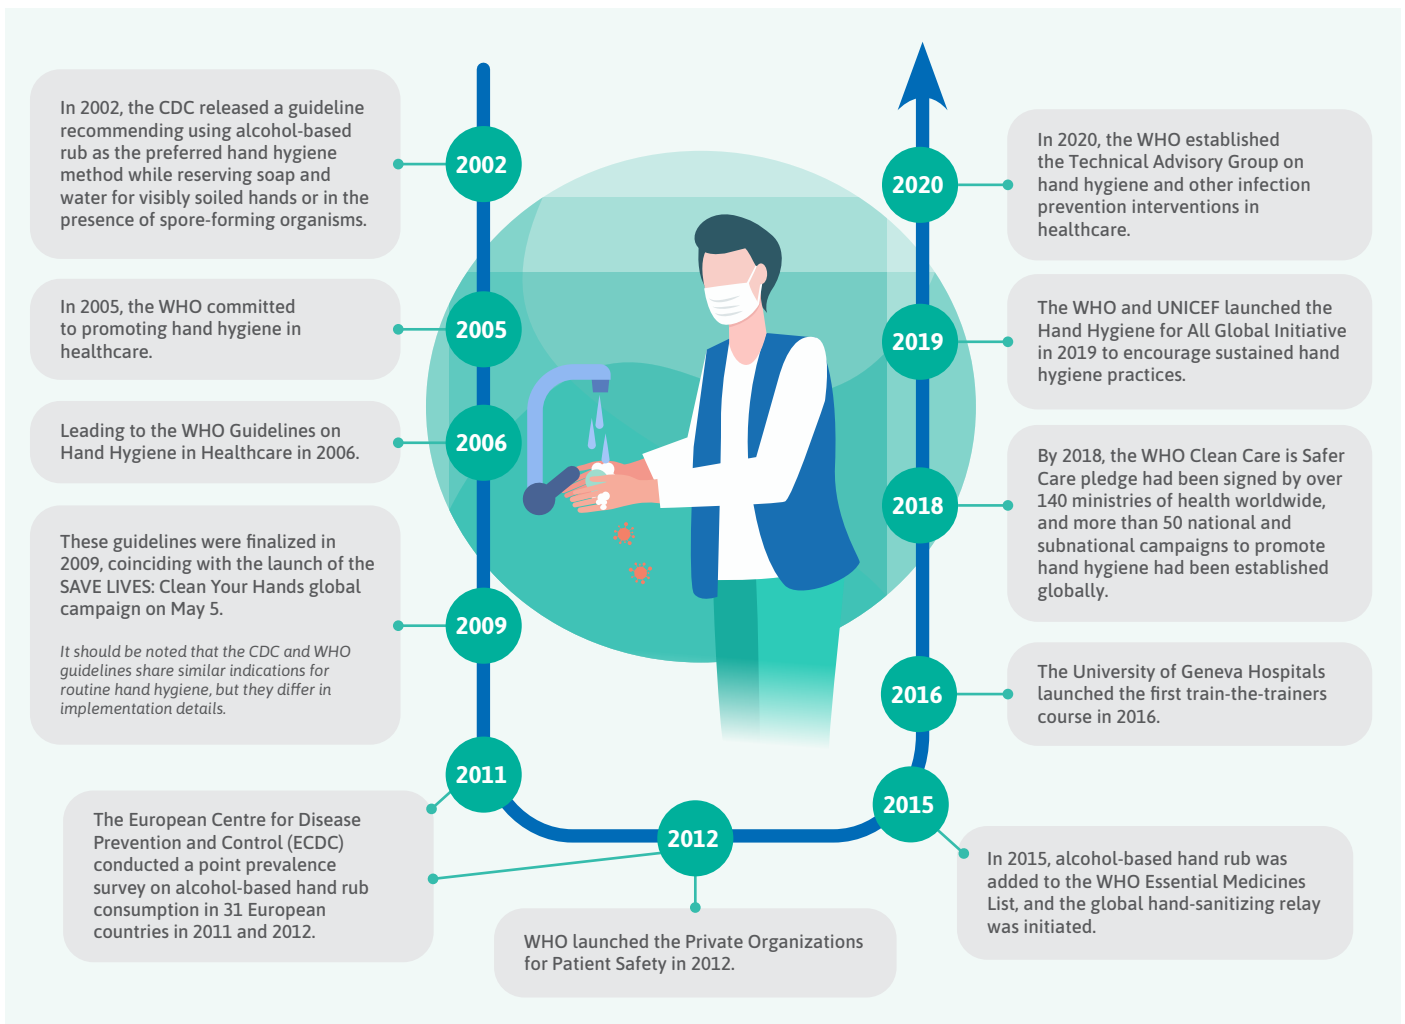 In 2002, the CDC released a guideline
recommending using alcohol-based
rub as the preferred hand hygiene
method while reserving soap and
water for visibly soiled hands or in the
presence of spore-forming organisms.
2002
In 2005, the WHO committed
to promoting hand hygiene in
healthcare.
2005
Leading to the WHO Guidelines on
Hand Hygiene in Healthcare in 2006.
2006
These guidelines were finalized in
2009, coinciding with the launch of the
SAVE LIVES: Clean Your Hands global
campaign on May 5.
It should be noted that the CDC and WHO
guidelines share similar indications for
routine hand hygiene, but they differ in
implementation details.
2009
2011
The European Centre for Disease
Prevention and Control (ECDC)
conducted a point prevalence
survey on alcohol-based hand rub
consumption in 31 European
countries in 2011 and 2012.
2012
WHO launched the Private Organizations
for Patient Safety in 2012.
2015
In 2015, alcohol-based hand rub was
added to the WHO Essential Medicines
List, and the global hand-sanitizing relay
was initiated.
2016
The University of Geneva Hospitals
launched the first train-the-trainers
course in 2016.
2018
By 2018, the WHO Clean Care is Safer
Care pledge had been signed by over
140 ministries of health worldwide,
and more than 50 national and
subnational campaigns to promote
hand hygiene had been established
globally.
2019
The WHO and UNICEF launched the
Hand Hygiene for All Global Initiative
in 2019 to encourage sustained hand
hygiene practices.
2020
In 2020, the WHO established
the Technical Advisory Group on
hand hygiene and other infection
prevention interventions in
healthcare.